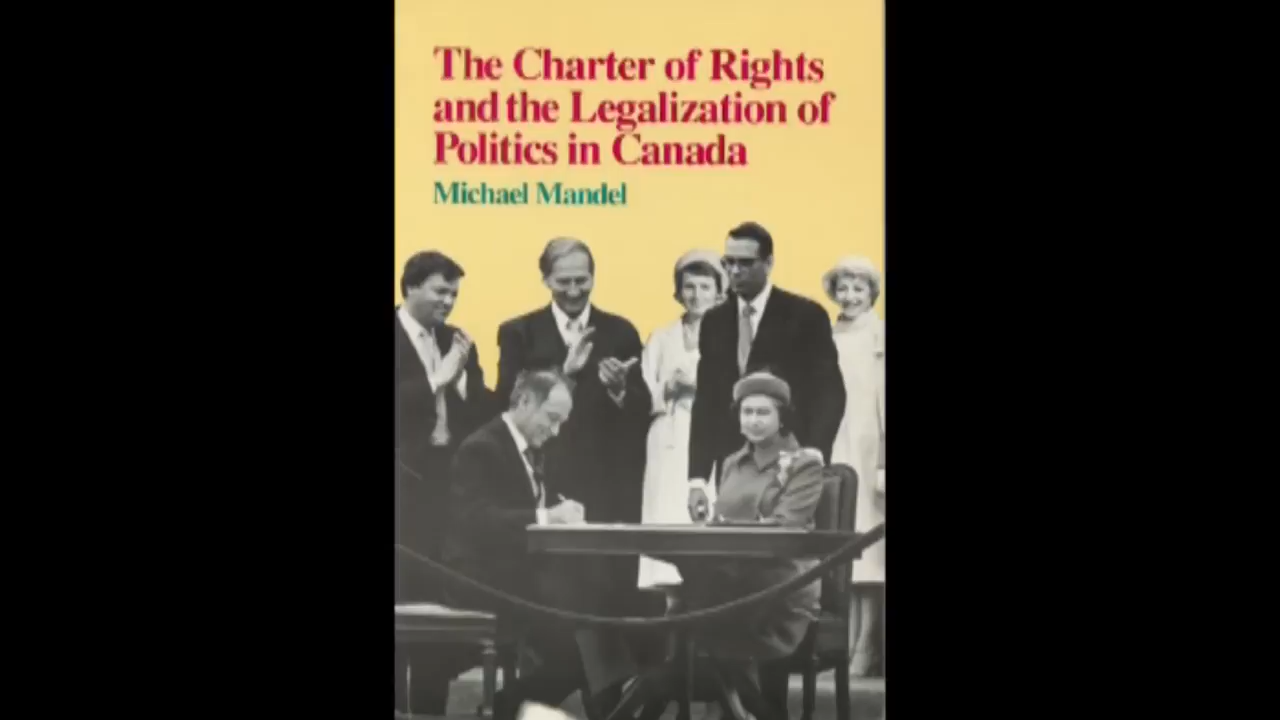 The Charter of Rights
and the Legalization of
Politics in Canada
Michael Mandel